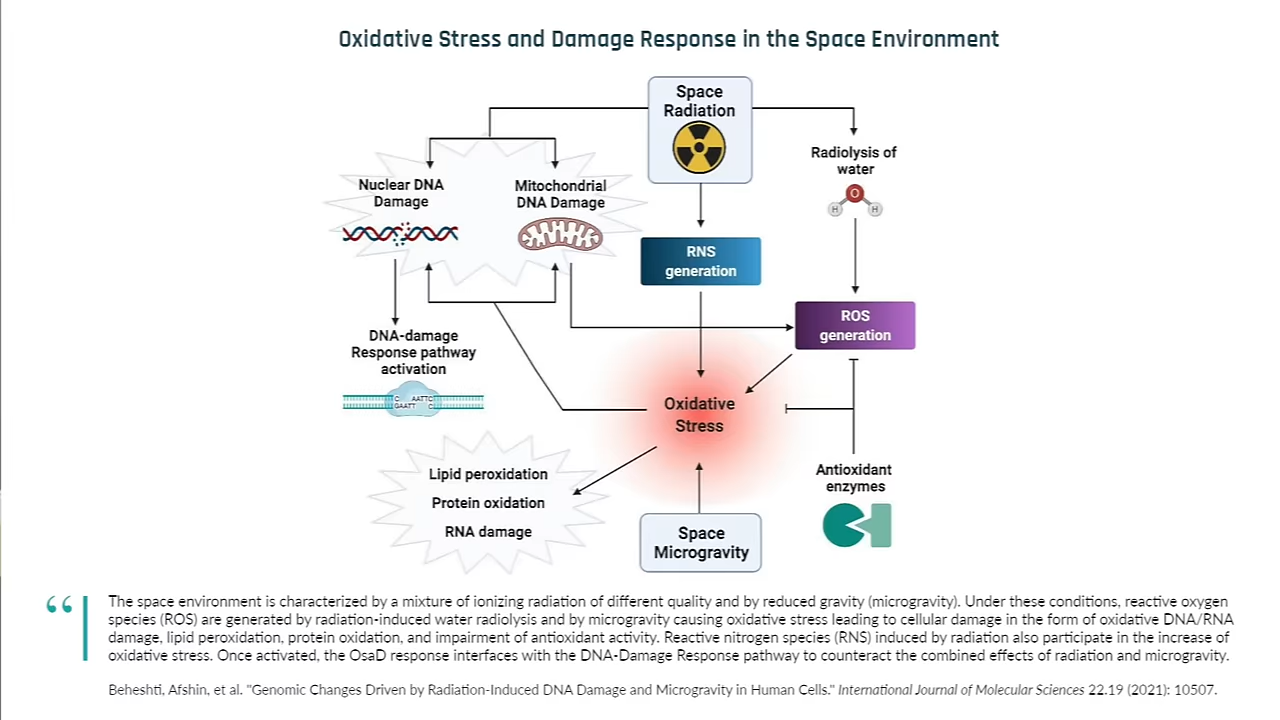 Oxidative Stress and Damage Response in the Space Environment
Space
Radiation
Radiolysis of
water
O
H H
Nuclear DNA
Damage
Mitochondrial
DNA Damage
RNS
generation
ROS
generation
DNA-damage
Response pathway
activation
C AATTC
GAATT C
Oxidative
Stress
Lipid peroxidation
Protein oxidation
RNA damage
Antioxidant
enzymes
Space
Microgravity
“
The space environment is characterized by a mixture of ionizing radiation of different quality and by reduced gravity (microgravity). Under these conditions, reactive oxygen
species (ROS) are generated by radiation-induced water radiolysis and by microgravity causing oxidative stress leading to cellular damage in the form of oxidative DNA/RNA
damage, lipid peroxidation, protein oxidation, and impairment of antioxidant activity. Reactive nitrogen species (RNS) induced by radiation also participate in the increase of
oxidative stress. Once activated, the OsaD response interfaces with the DNA-Damage Response pathway to counteract the combined effects of radiation and microgravity.
Beheshti, Afshin, et al. "Genomic Changes Driven by Radiation-Induced DNA Damage and Microgravity in Human Cells." International Journal of Molecular Sciences 22.19 (2021): 10507.